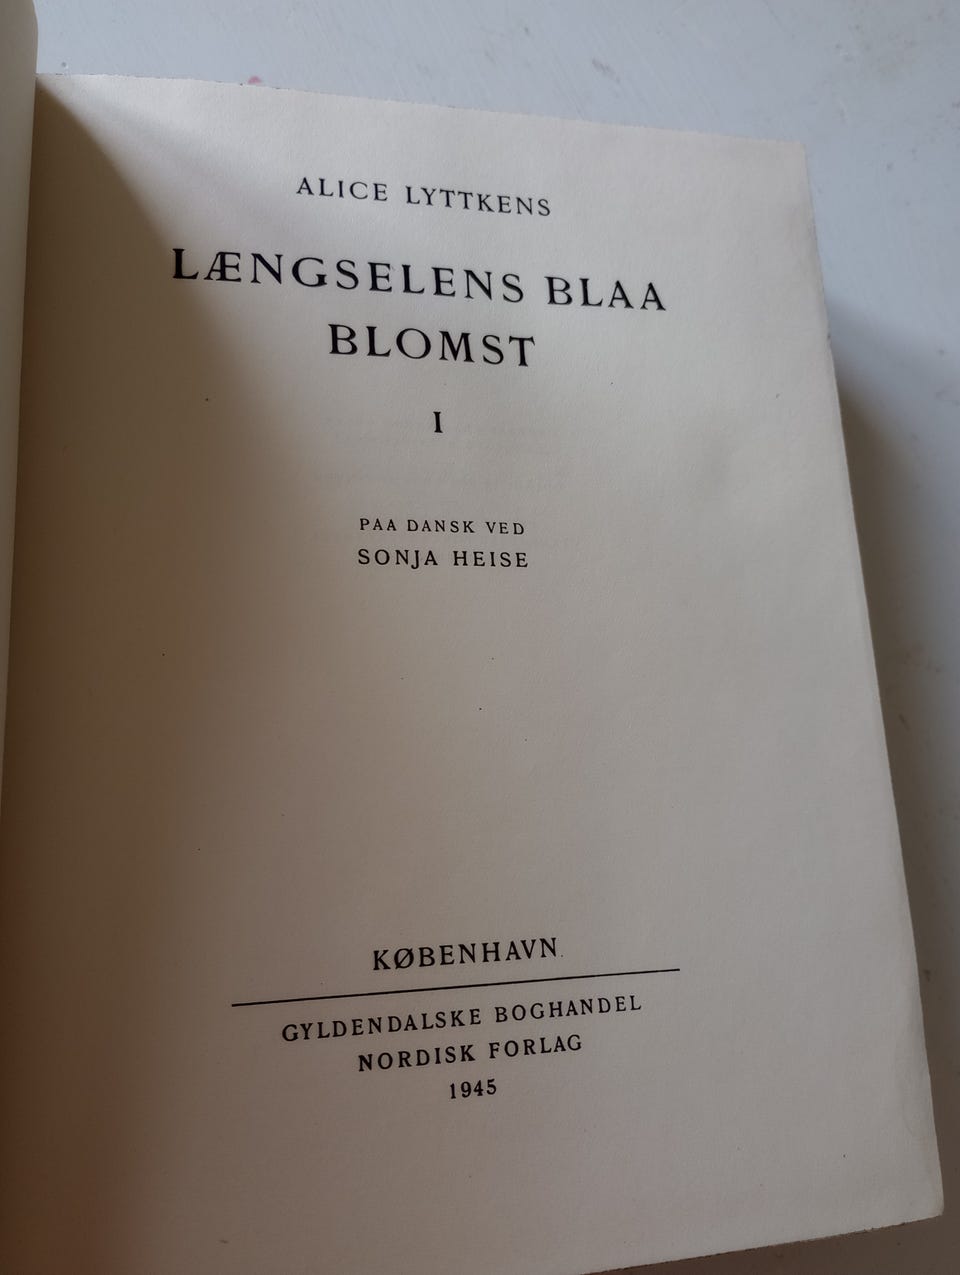 ALICE LYTTKENS
LÆNGSELENS BLAA
BLOMST
I
PAA DANSK VED
SONJA HEISE
KØBENHAVN
GYLDENDALSKE BOGHANDEL
NORDISK FORLAG
1945